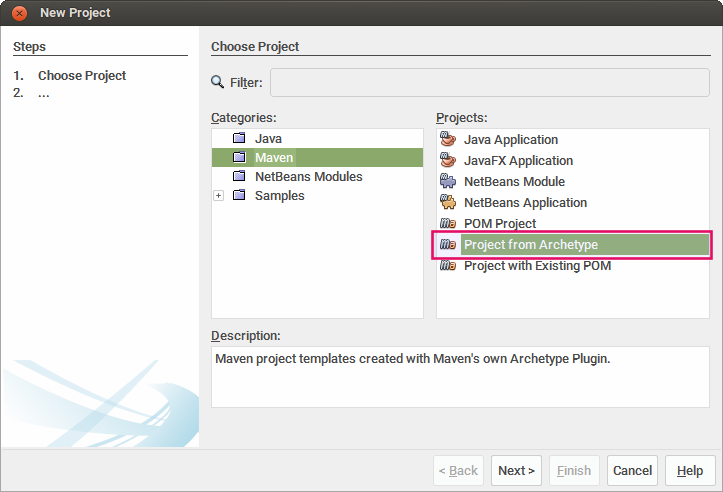 New Project
Steps
1. Choose Project
2. ...
Choose Project
Filter:
Categories:
Java
Maven
NetBeans Modules
Samples
Projects:
Java Application
JavaFX Application
NetBeans Module
NetBeans Application
POM Project
Project from Archetype
Project with Existing POM
Description:
Maven project templates created with Maven's own Archetype Plugin.
< Back
Next >
Finish
Cancel
Help